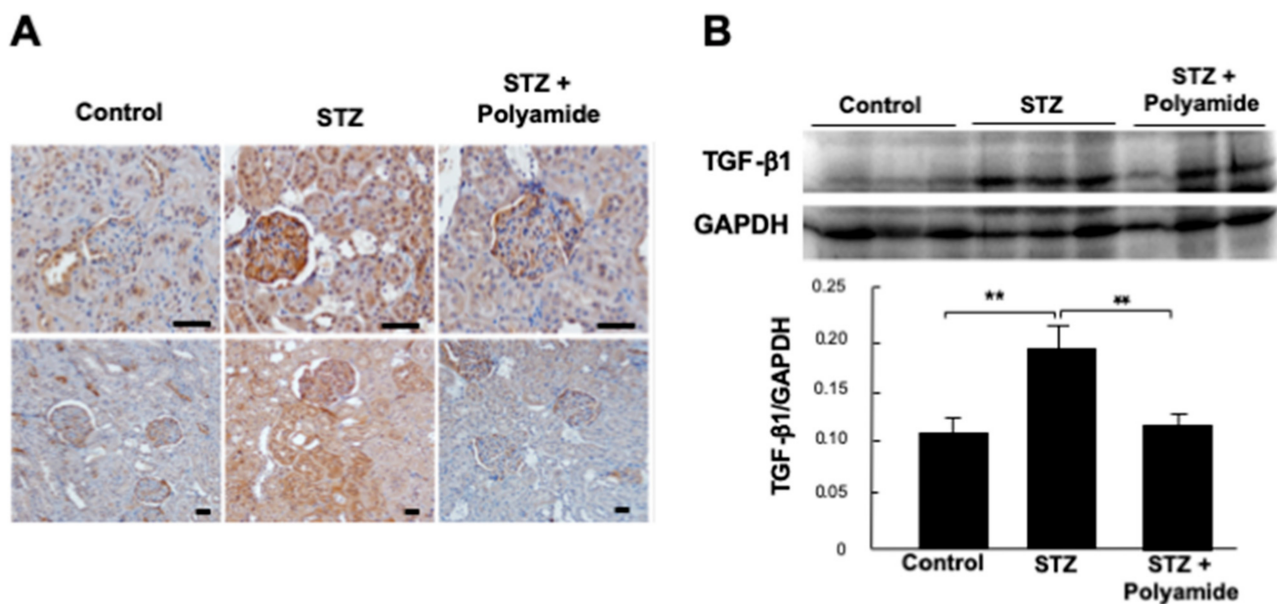 A
Control
STZ
STZ +
Polyamide
B
Control
STZ
STZ +
Polyamide
TGF-β1
GAPDH
TGF-β1/GAPDH
0.25
0.20
0.15
0.10
0.05
0
**
**
Control
STZ
STZ +
Polyamide